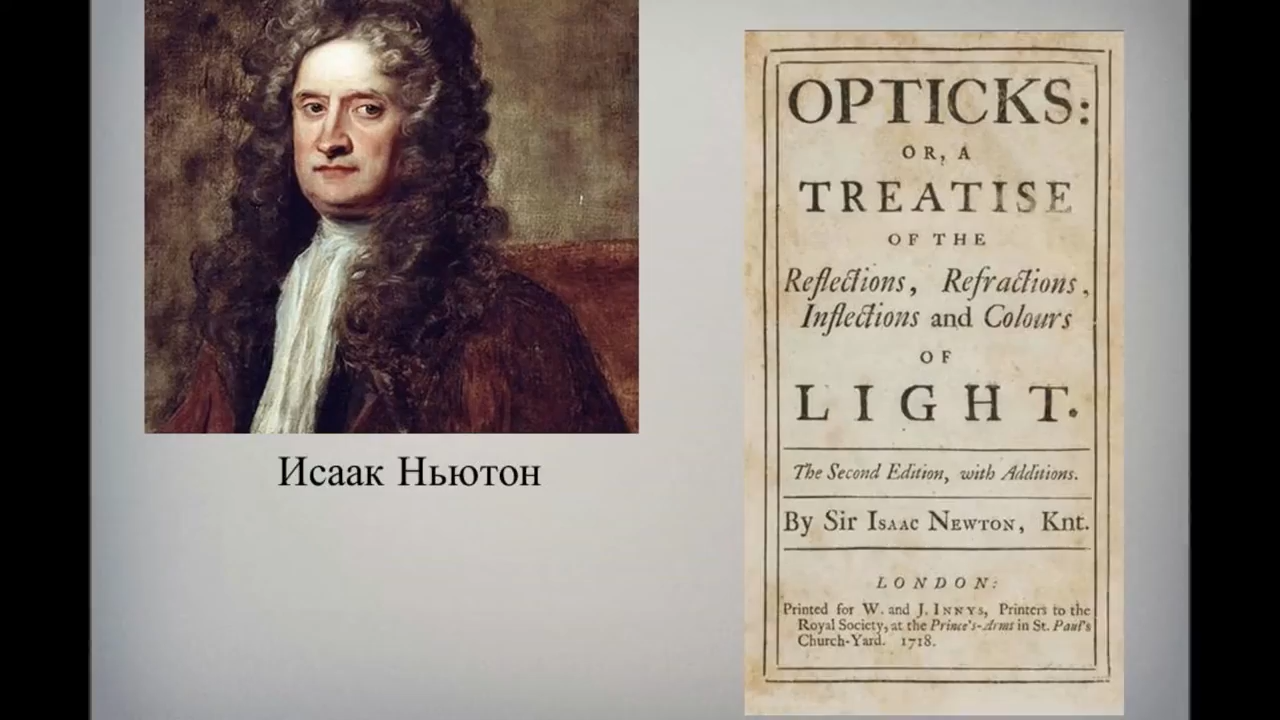 Исаак Ньютон
OPTICKS:
OR, A
TREATISE
OF THE
Reflections, Refractions,
Inflections and Colours
OF
LIGHT.
The Second Edition, with Additions.
By Sir ISAAC NEWTON, Knt.
LONDON:
Printed for W. and J. INNYS, Printers to the
Royal Society, at the Prince's-Arms in St. Paul's
Church-Yard. 1718.